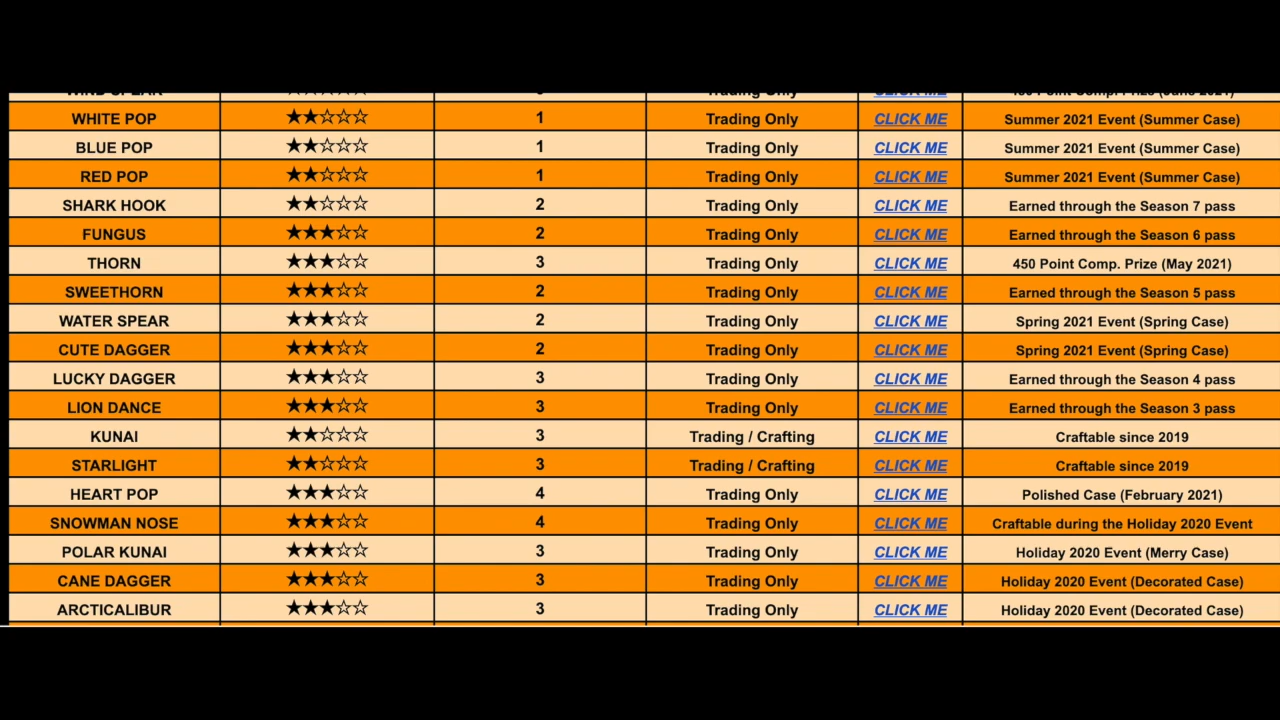 WHITE POP ★★☆☆☆ 1 Trading Only CLICK ME Summer 2021 Event (Summer Case)
BLUE POP ★★☆☆☆ 1 Trading Only CLICK ME Summer 2021 Event (Summer Case)
RED POP ★★☆☆☆ 1 Trading Only CLICK ME Summer 2021 Event (Summer Case)
SHARK HOOK ★★☆☆☆ 2 Trading Only CLICK ME Earned through the Season 7 pass
FUNGUS ★★★☆☆ 2 Trading Only CLICK ME Earned through the Season 6 pass
THORN ★★★☆☆ 3 Trading Only CLICK ME 450 Point Comp. Prize (May 2021)
SWEETHORN ★★★☆☆ 2 Trading Only CLICK ME Earned through the Season 5 pass
WATER SPEAR ★★★☆☆ 2 Trading Only CLICK ME Spring 2021 Event (Spring Case)
CUTE DAGGER ★★★☆☆ 2 Trading Only CLICK ME Spring 2021 Event (Spring Case)
LUCKY DAGGER ★★★☆☆ 3 Trading Only CLICK ME Earned through the Season 4 pass
LION DANCE ★★★☆☆ 3 Trading Only CLICK ME Earned through the Season 3 pass
KUNAI ★★☆☆☆ 3 Trading / Crafting CLICK ME Craftable since 2019
STARLIGHT ★★☆☆☆ 3 Trading / Crafting CLICK ME Craftable since 2019
HEART POP ★★★☆☆ 4 Trading Only CLICK ME Polished Case (February 2021)
SNOWMAN NOSE ★★★☆☆ 4 Trading Only CLICK ME Craftable during the Holiday 2020 Event
POLAR KUNAI ★★★☆☆ 3 Trading Only CLICK ME Holiday 2020 Event (Merry Case)
CANE DAGGER ★★★☆☆ 3 Trading Only CLICK ME Holiday 2020 Event (Decorated Case)
ARCTICALIBUR ★★★☆☆ 3 Trading Only CLICK ME Holiday 2020 Event (Decorated Case)